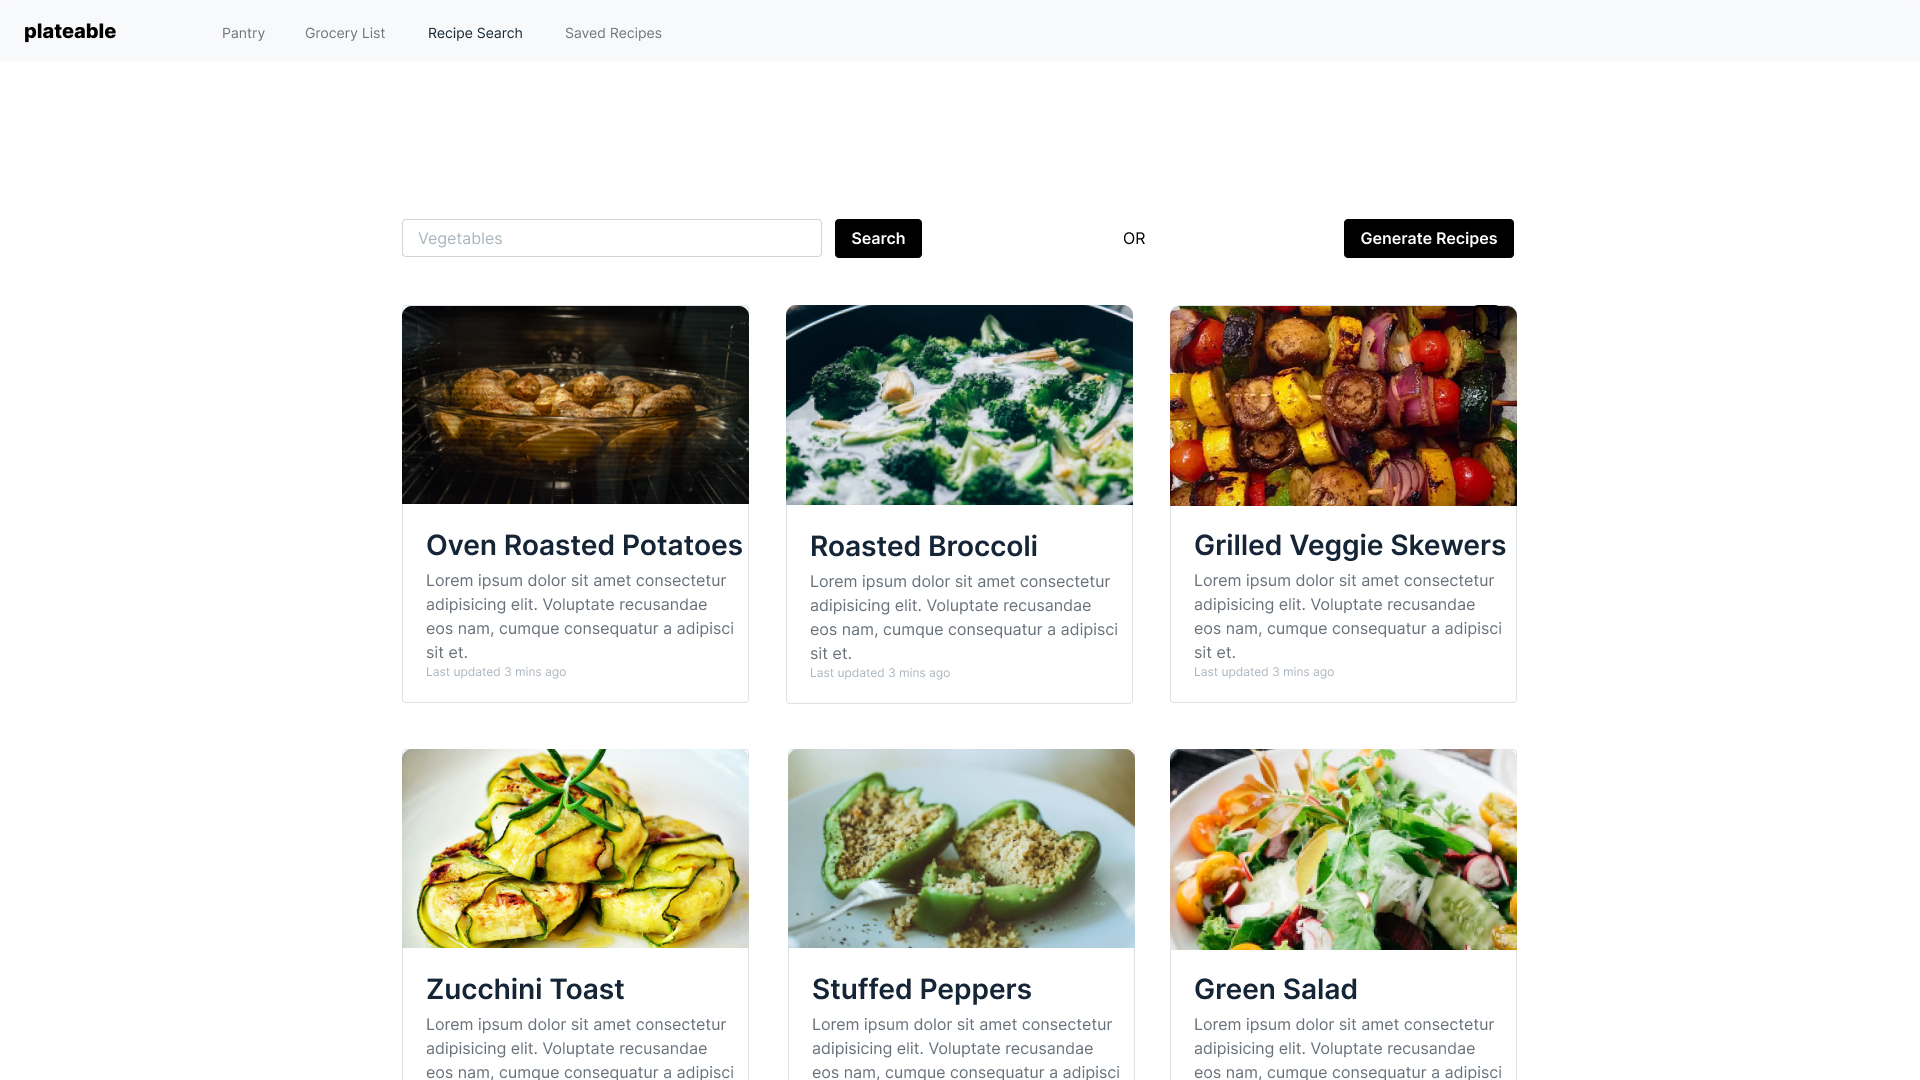 plateable
Pantry
Grocery List
Recipe Search
Saved Recipes
Vegetables
Search
OR
Generate Recipes
Oven Roasted Potatoes
Lorem ipsum dolor sit amet consectetur
adipisicing elit. Voluptate recusandae
eos nam, cumque consequatur a adipisci
sit et.
Last updated 3 mins ago
Roasted Broccoli
Lorem ipsum dolor sit amet consectetur
adipisicing elit. Voluptate recusandae
eos nam, cumque consequatur a adipisci
sit et.
Last updated 3 mins ago
Grilled Veggie Skewers
Lorem ipsum dolor sit amet consectetur
adipisicing elit. Voluptate recusandae
eos nam, cumque consequatur a adipisci
sit et.
Last updated 3 mins ago
Zucchini Toast
Lorem ipsum dolor sit amet consectetur
adipisicing elit. Voluptate recusandae
eos nam, cumque consequatur a adipisci
Stuffed Peppers
Lorem ipsum dolor sit amet consectetur
adipisicing elit. Voluptate recusandae
eos nam, cumque consequatur a adipisci
Green Salad
Lorem ipsum dolor sit amet consectetur
adipisicing elit. Voluptate recusandae
eos nam, cumque consequatur a adipisci